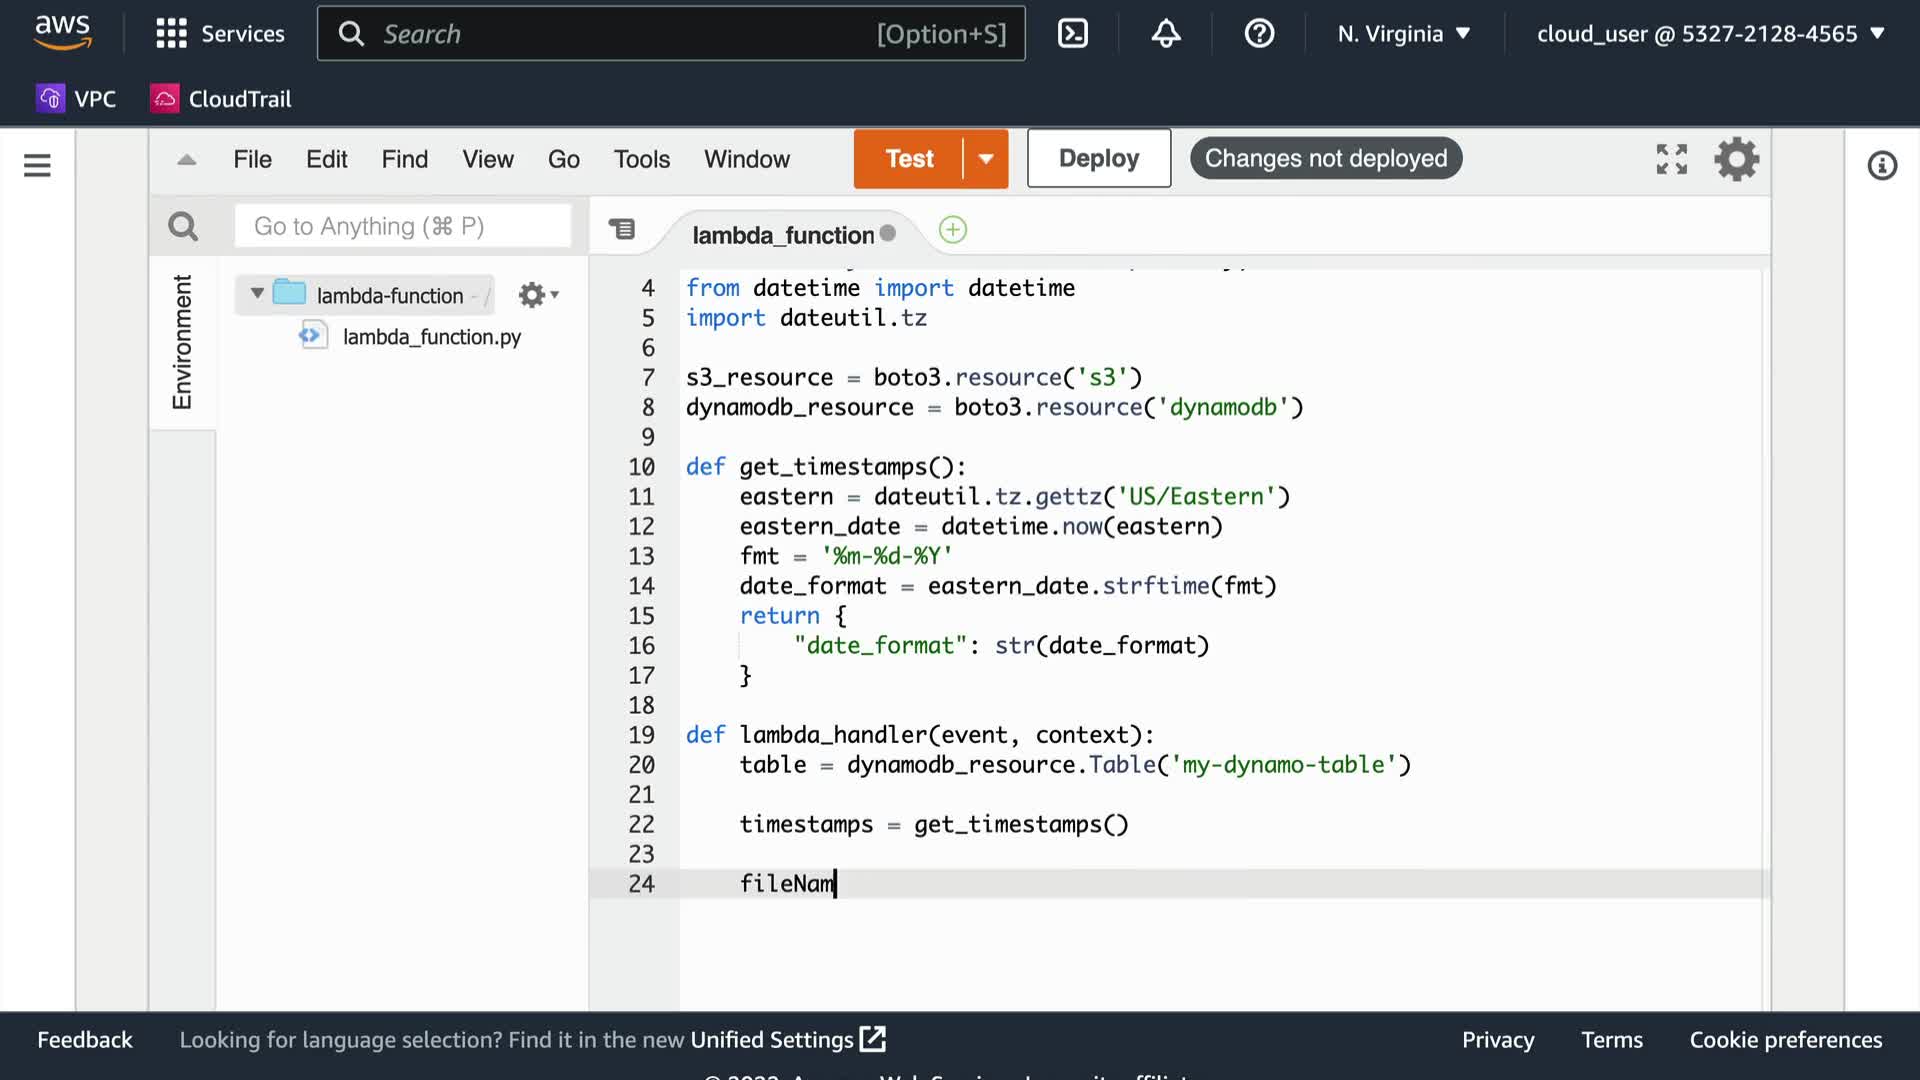 aws
Services
Search
[Option+S]
N. Virginia
cloud_user @ 5327-2128-4565
VPC
CloudTrail
File Edit Find View Go Tools Window
Test
Deploy
Changes not deployed
Go to Anything (⌘ P)
lambda_function
Environment
lambda-function - /
lambda_function.py
4 from datetime import datetime
5 import dateutil.tz
6
7 s3_resource = boto3.resource('s3')
8 dynamodb_resource = boto3.resource('dynamodb')
9
10 def get_timestamps():
11 eastern = dateutil.tz.gettz('US/Eastern')
12 eastern_date = datetime.now(eastern)
13 fmt = '%m-%d-%Y'
14 date_format = eastern_date.strftime(fmt)
15 return {
16 "date_format": str(date_format)
17 }
18
19 def lambda_handler(event, context):
20 table = dynamodb_resource.Table('my-dynamo-table')
21
22 timestamps = get_timestamps()
23
24 fileNam
Feedback
Looking for language selection? Find it in the new Unified Settings
Privacy
Terms
Cookie preferences